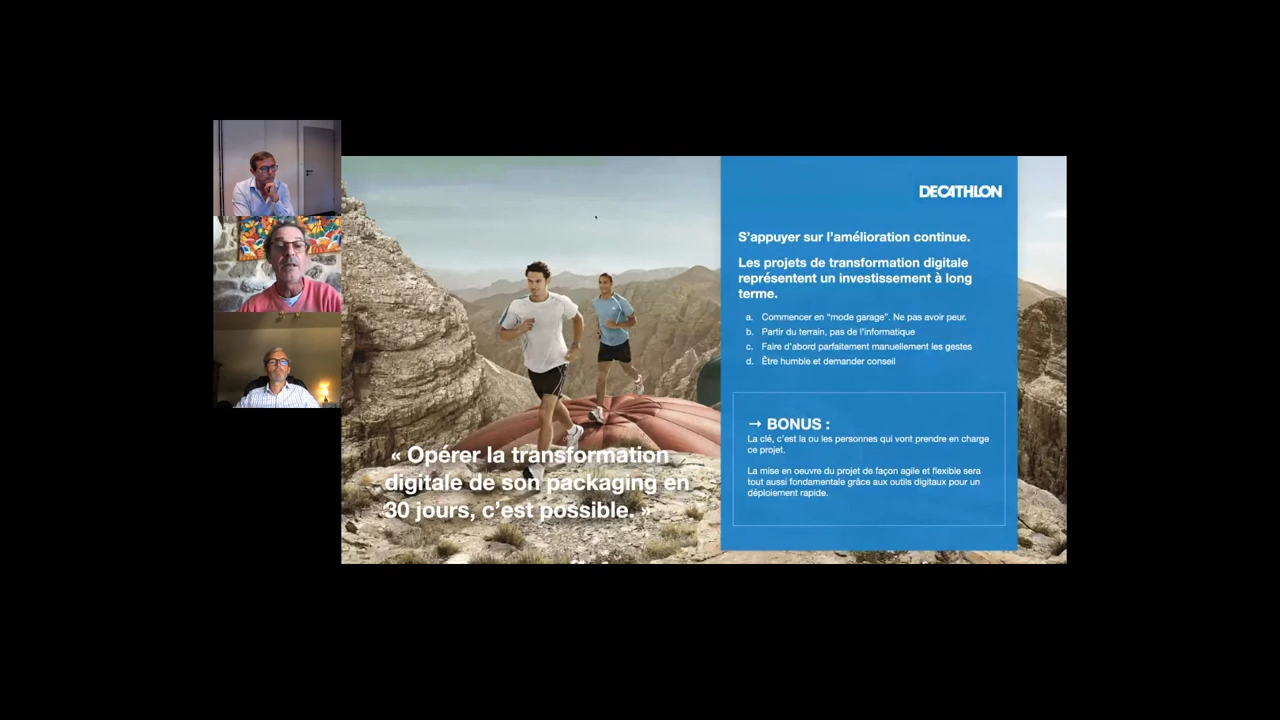 DECATHLON
S'appuyer sur l'amélioration continue.
Les projets de transformation digitale
représentent un investissement à long
terme.
a. Commencer en “mode garage”. Ne pas avoir peur.
b. Partir du terrain, pas de l'informatique
c. Faire d'abord parfaitement manuellement les gestes
d. Être humble et demander conseil
→ BONUS :
La clé, c'est la ou les personnes qui vont prendre en charge
ce projet.
La mise en oeuvre du projet de façon agile et flexible sera
tout aussi fondamentale grâce aux outils digitaux pour un
déploiement rapide.
« Opérer la transformation
digitale de son packaging en
30 jours, c'est possible. »